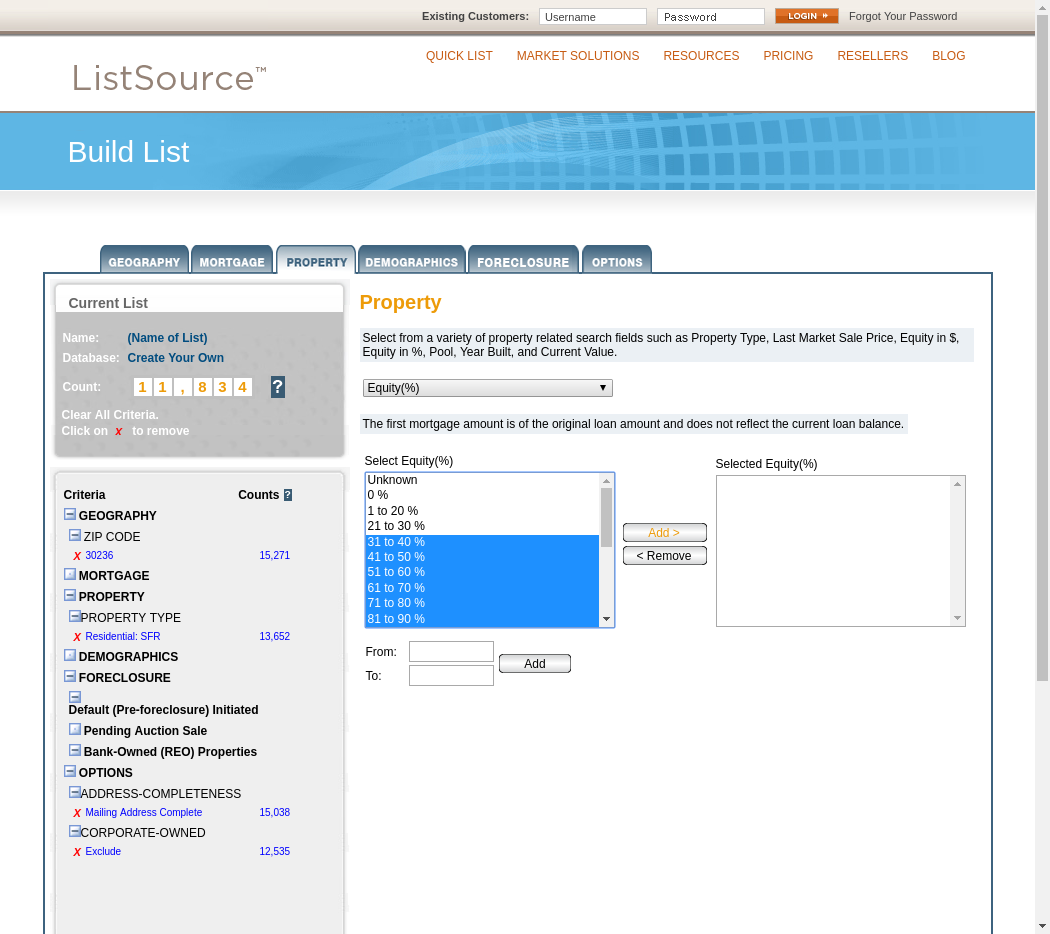 Existing Customers: Username Password LOGIN Forgot Your Password
QUICK LIST MARKET SOLUTIONS RESOURCES PRICING RESELLERS BLOG
ListSource™
Build List
GEOGRAPHY MORTGAGE PROPERTY DEMOGRAPHICS FORECLOSURE OPTIONS
Current List
Name: (Name of List)
Database: Create Your Own
Count: 11,834 ?
Clear All Criteria.
Click on x to remove
Criteria Counts ?
GEOGRAPHY
ZIP CODE
X 30236 15,271
MORTGAGE
PROPERTY
PROPERTY TYPE
X Residential: SFR 13,652
DEMOGRAPHICS
FORECLOSURE
Default (Pre-foreclosure) Initiated
Pending Auction Sale
Bank-Owned (REO) Properties
OPTIONS
ADDRESS-COMPLETENESS
X Mailing Address Complete 15,038
CORPORATE-OWNED
X Exclude 12,535
Property
Select from a variety of property related search fields such as Property Type, Last Market Sale Price, Equity in $,
Equity in %, Pool, Year Built, and Current Value.
Equity(%)
The first mortgage amount is of the original loan amount and does not reflect the current loan balance.
Select Equity(%)
Unknown
0 %
1 to 20 %
21 to 30 %
31 to 40 %
41 to 50 %
51 to 60 %
61 to 70 %
71 to 80 %
81 to 90 %
Add >
< Remove
Selected Equity(%)
From:
To:
Add